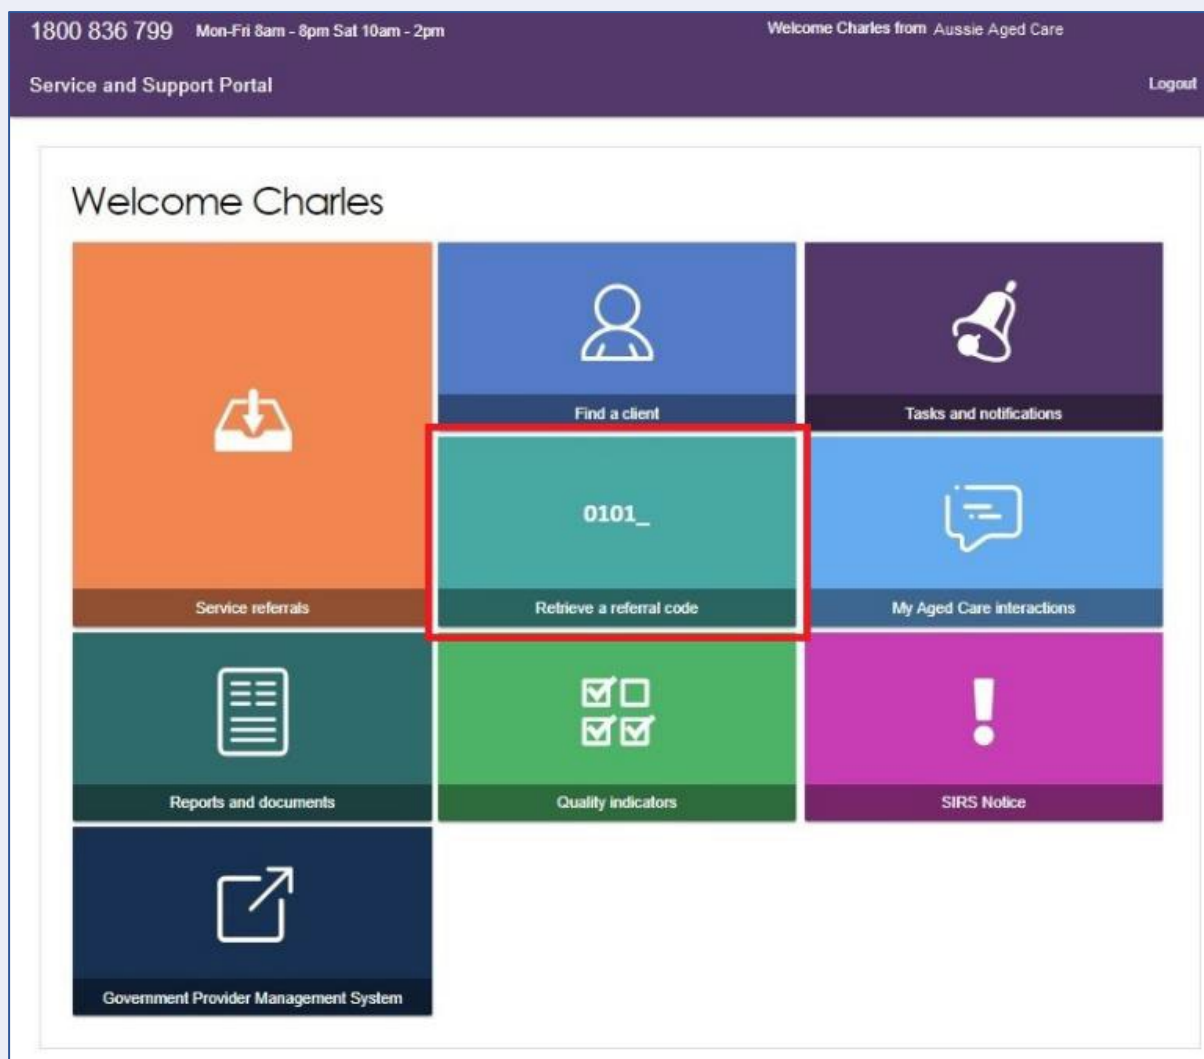 1800 836 799 Mon-Fri 8am - 8pm Sat 10am - 2pm Welcome Charles from Aussie Aged Care
Service and Support Portal Logout
Welcome Charles
Find a client
Tasks and notifications
0101_
Service referrals
Retrieve a referral code
My Aged Care interactions
Reports and documents
Quality indicators
!
SIRS Notice
Government Provider Management System